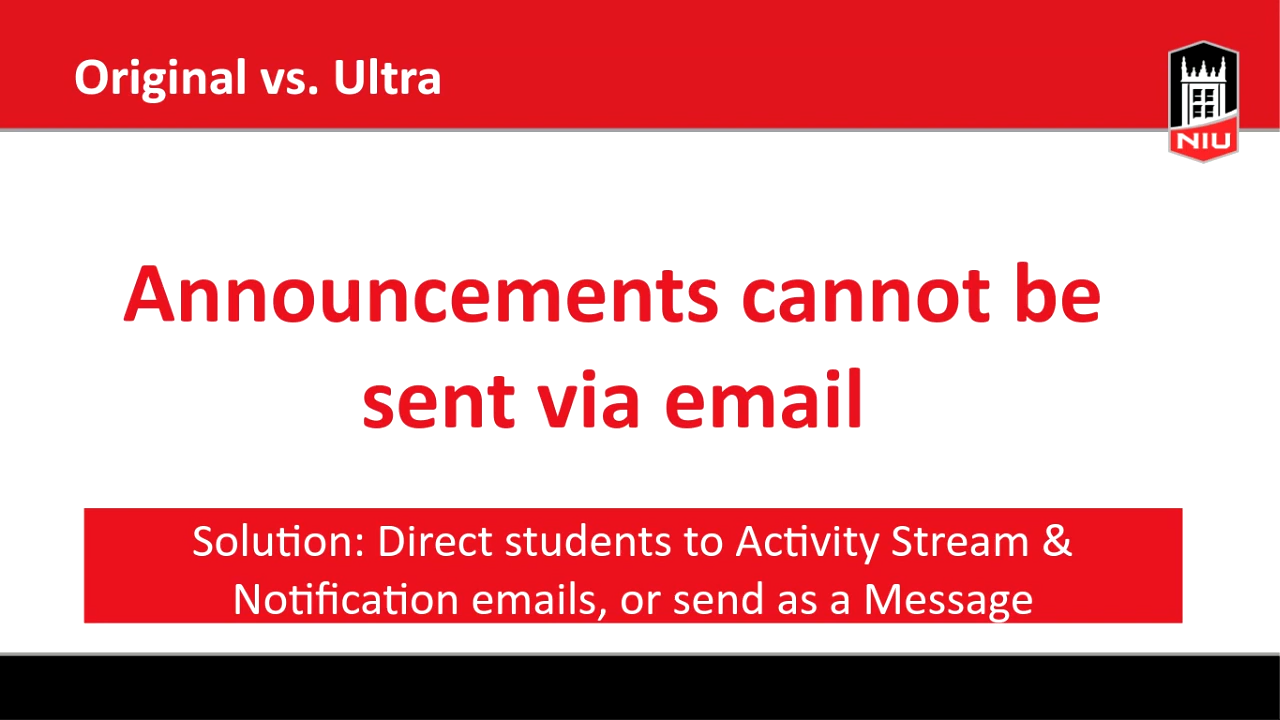 Original vs. Ultra
NIU
Announcements cannot be
sent via email
Solution: Direct students to Activity Stream &
Notification emails, or send as a Message